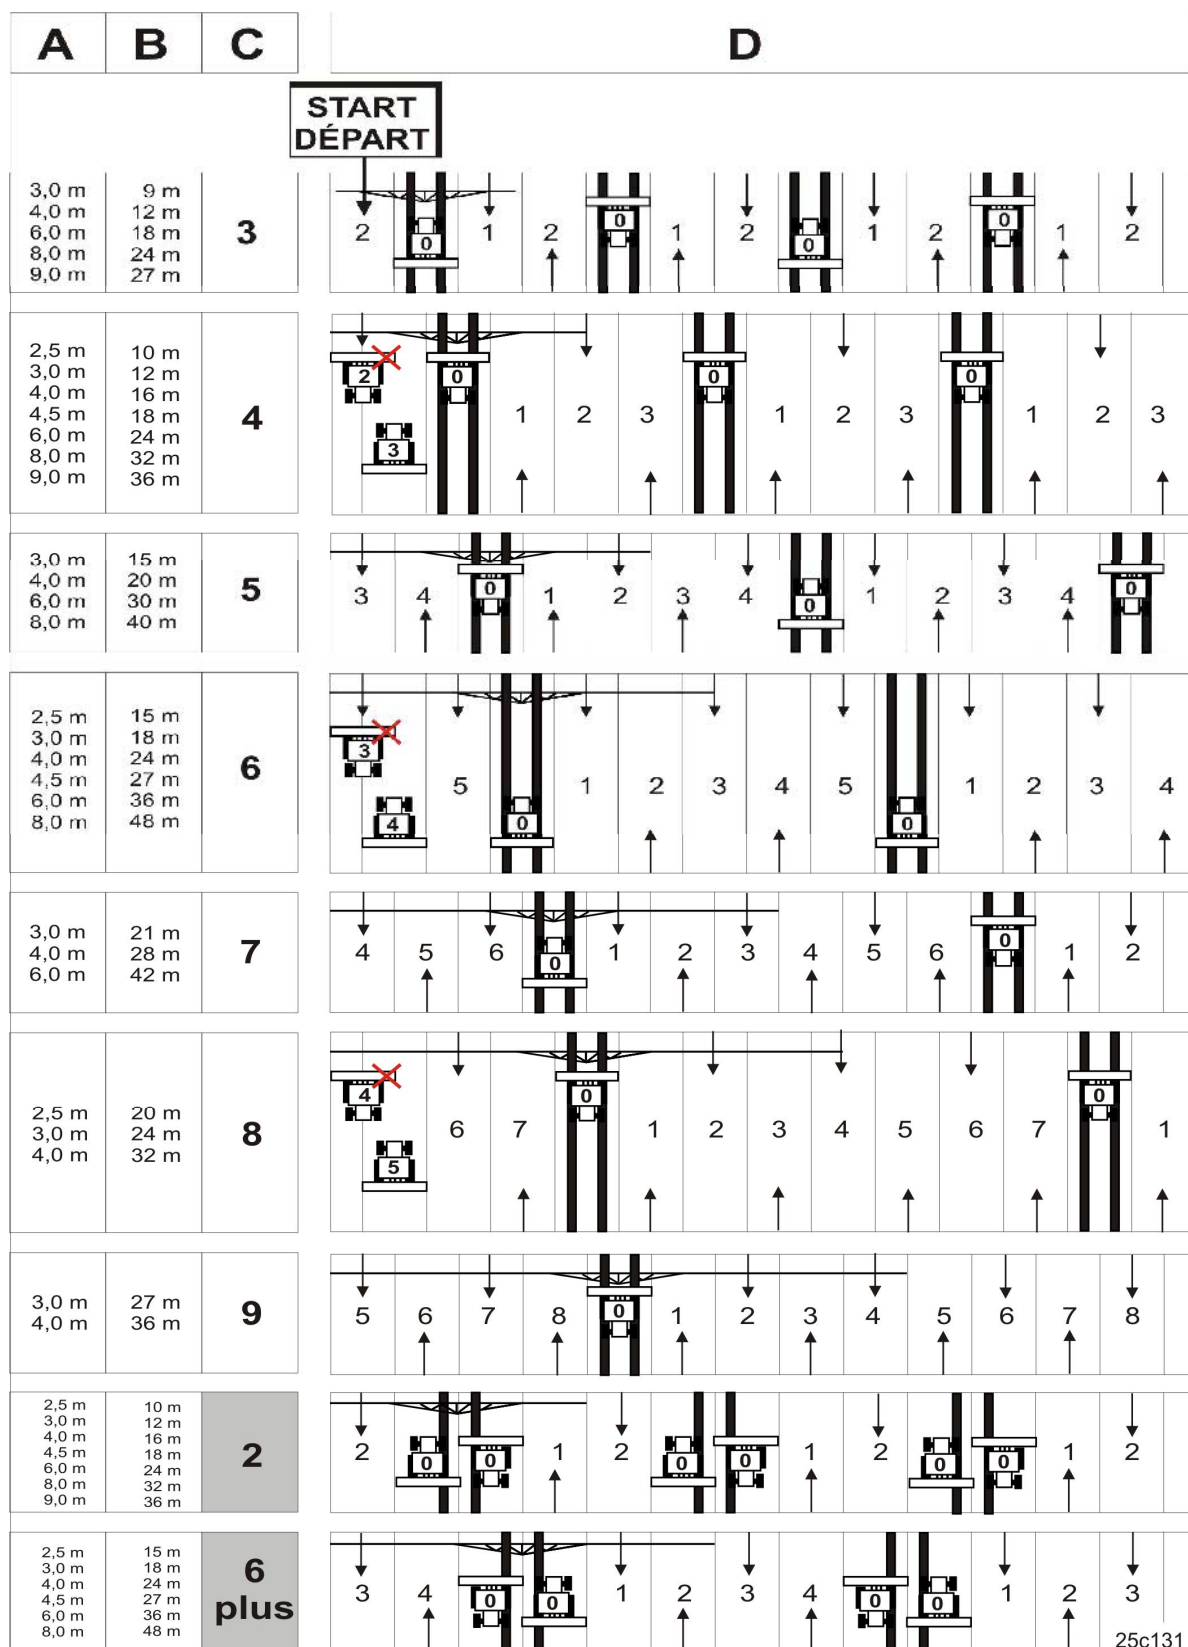 A B C D
START
DÉPART
3,0 m 9 m
4,0 m 12 m
6,0 m 18 m
8,0 m 24 m
9,0 m 27 m
3
2 0 1 2 0 1 2 0 1 2 0 1 2
2,5 m 10 m
3,0 m 12 m
4,0 m 16 m
4,5 m 18 m
6,0 m 24 m
8,0 m 32 m
9,0 m 36 m
4
2 0 0 0
3 1 2 3 1 2 3 1 2 3
3,0 m 15 m
4,0 m 20 m
6,0 m 30 m
8,0 m 40 m
5
3 4 0 1 2 3 4 0 1 2 3 4 0
2,5 m 15 m
3,0 m 18 m
4,0 m 24 m
4,5 m 27 m
6,0 m 36 m
8,0 m 48 m
6
3
4 5 0 1 2 3 4 5 0 1 2 3 4
3,0 m 21 m
4,0 m 28 m
6,0 m 42 m
7
4 5 6 0 1 2 3 4 5 6 0 1 2
2,5 m 20 m
3,0 m 24 m
4,0 m 32 m
8
4 0 0
5 6 7 1 2 3 4 5 6 7 1
3,0 m 27 m
4,0 m 36 m
9
5 6 7 8 0 1 2 3 4 5 6 7 8
2,5 m 10 m
3,0 m 12 m
4,0 m 16 m
4,5 m 18 m
6,0 m 24 m
8,0 m 32 m
9,0 m 36 m
2
2 0 0 1 2 0 0 1 2 0 0 1 2
2,5 m 15 m
3,0 m 18 m
4,0 m 24 m
4,5 m 27 m
6,0 m 36 m
8,0 m 48 m
6
plus
3 4 0 0 1 2 3 4 0 0 1 2 3
25c131